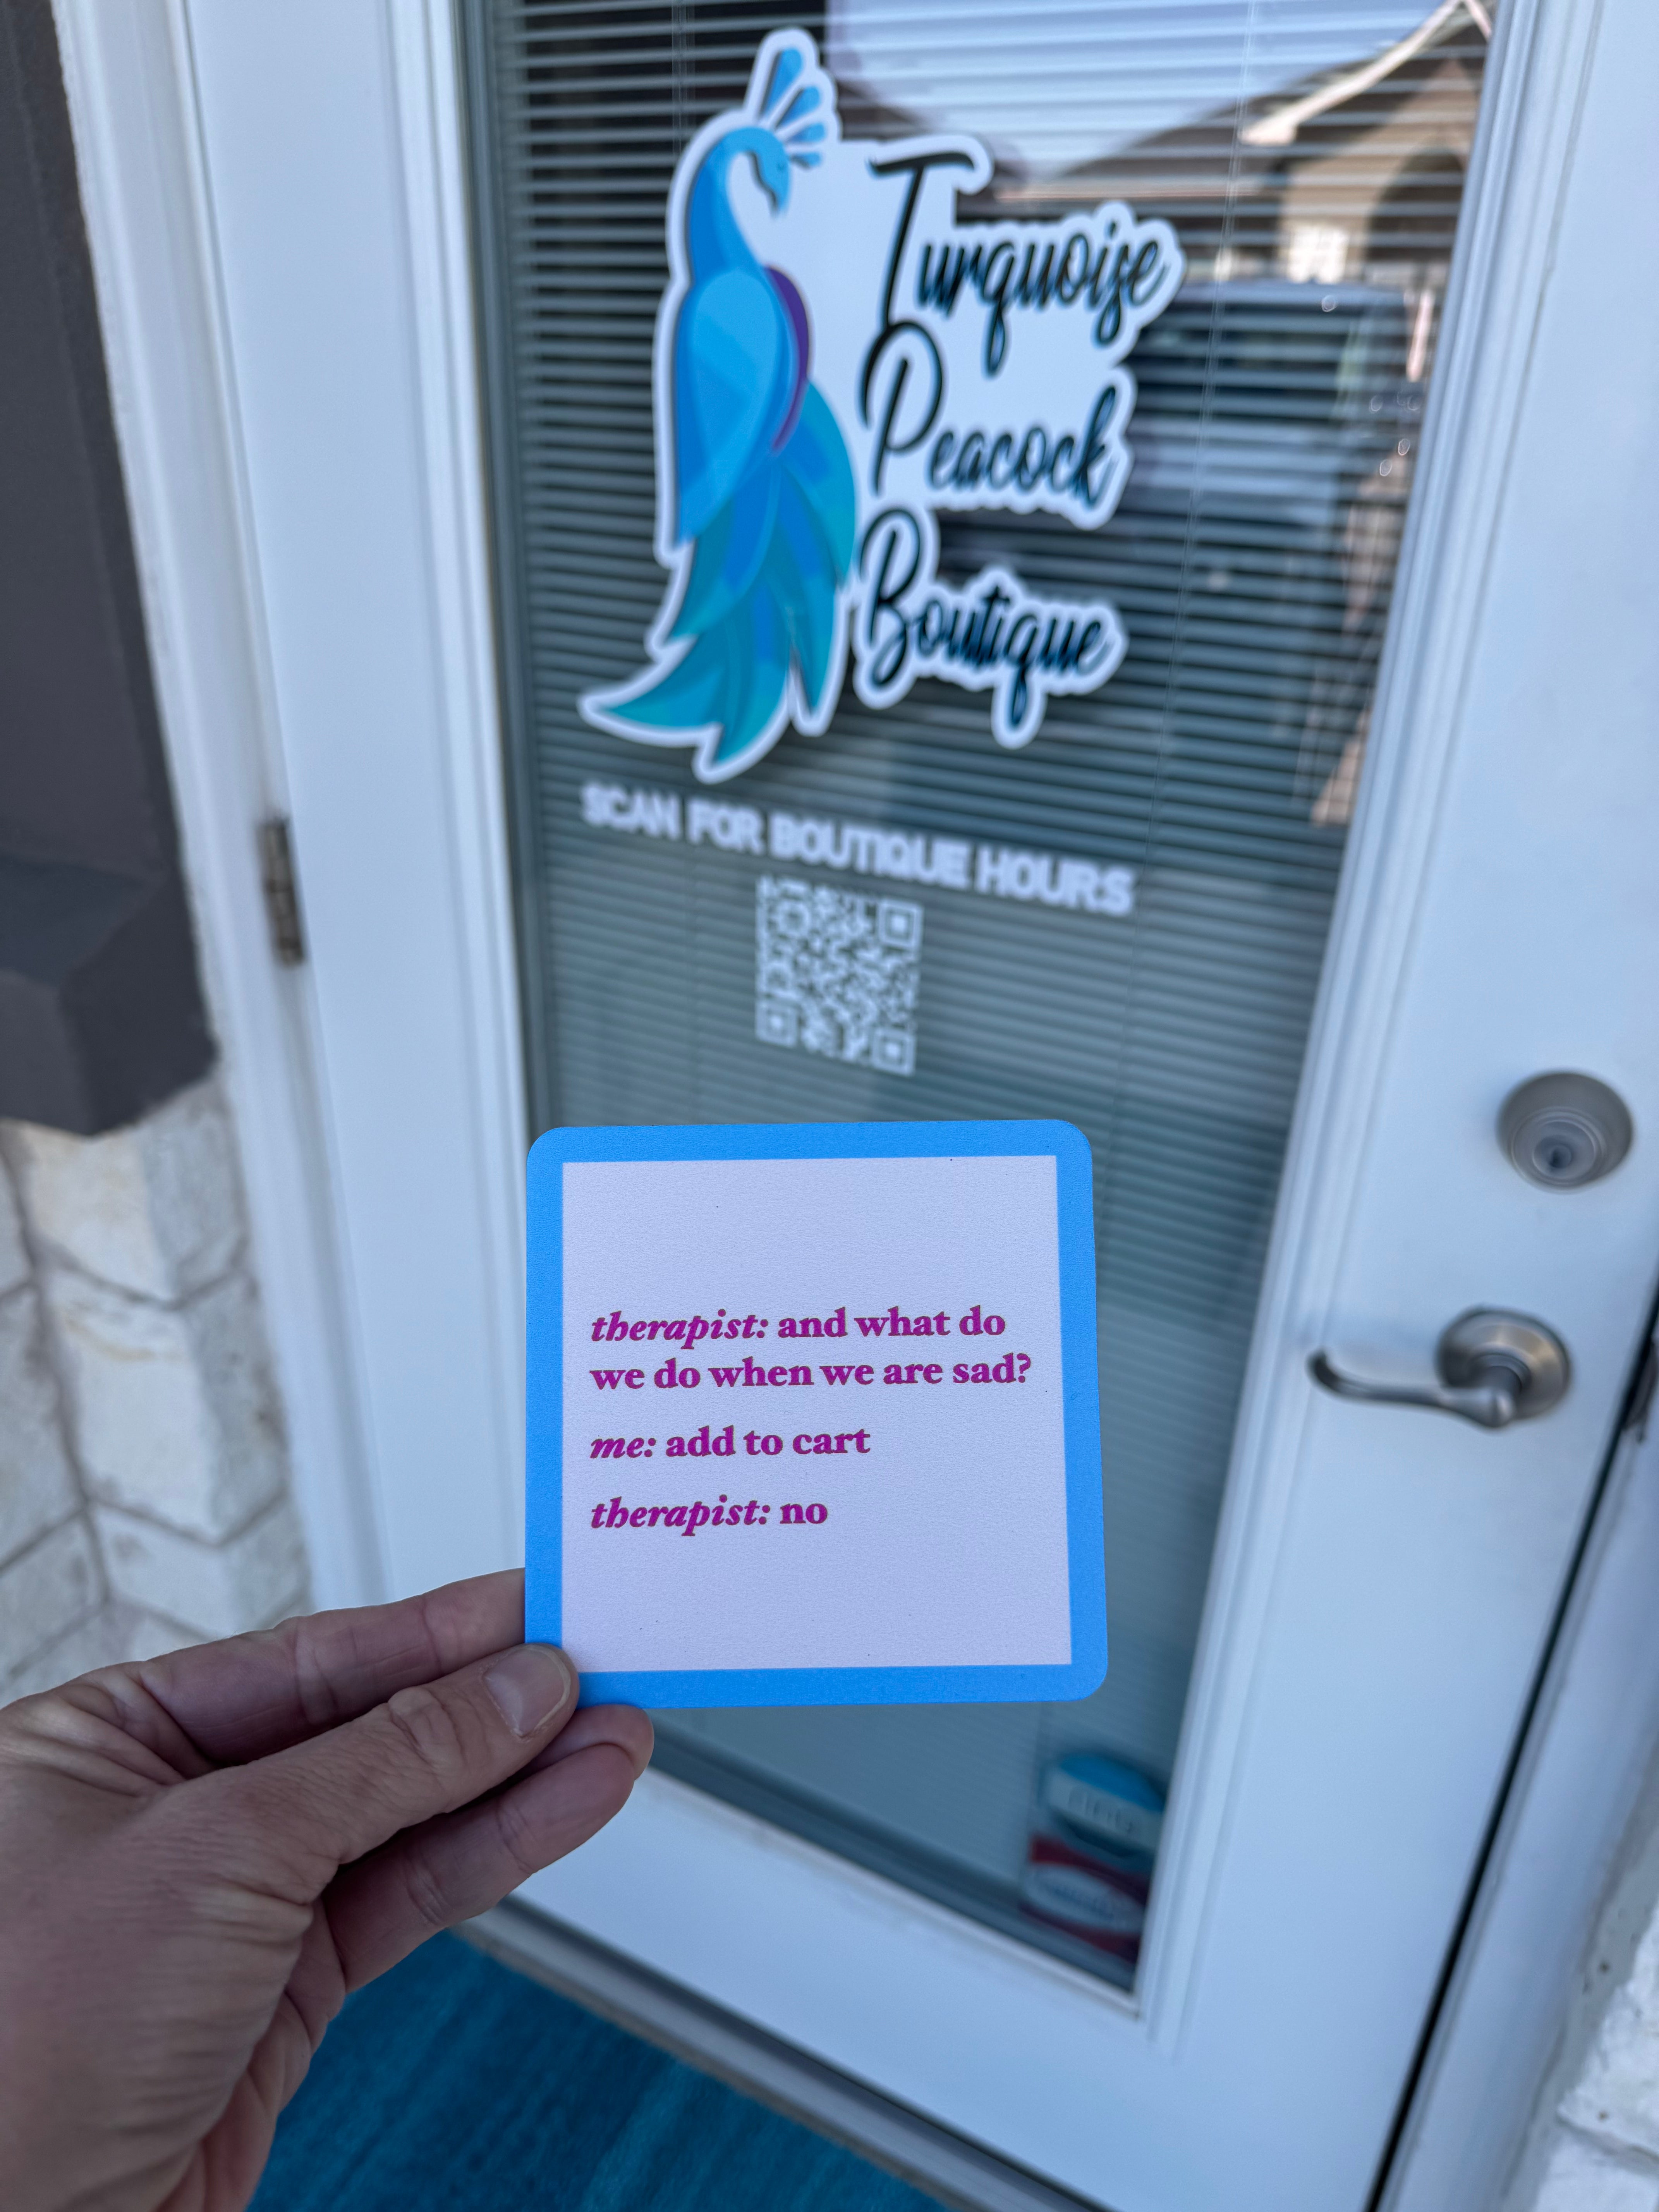 Turquoise
Peacock
Boutique
SCAN FOR BOUTIQUE HOURS
therapist: and what do
we do when we are sad?
me: add to cart
therapist: no